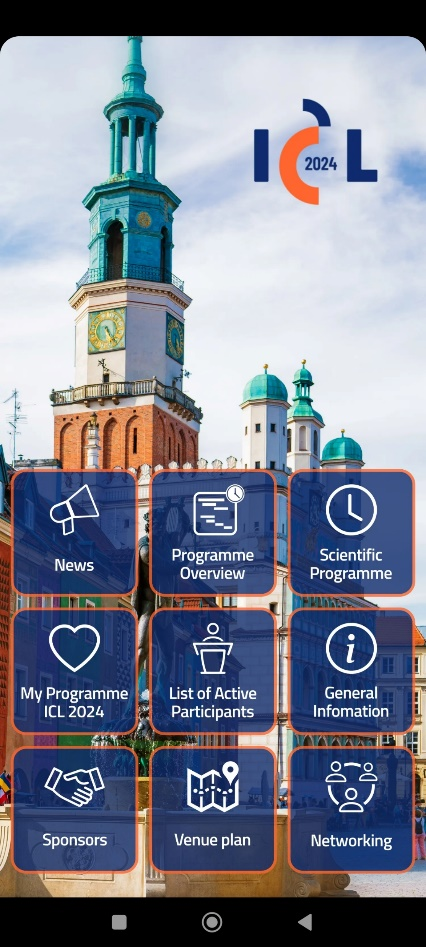 ICL
2024
News
Programme
Overview
Scientific
Programme
My Programme
ICL 2024
List of Active
Participants
General
Infomation
Sponsors
Venue plan
Networking